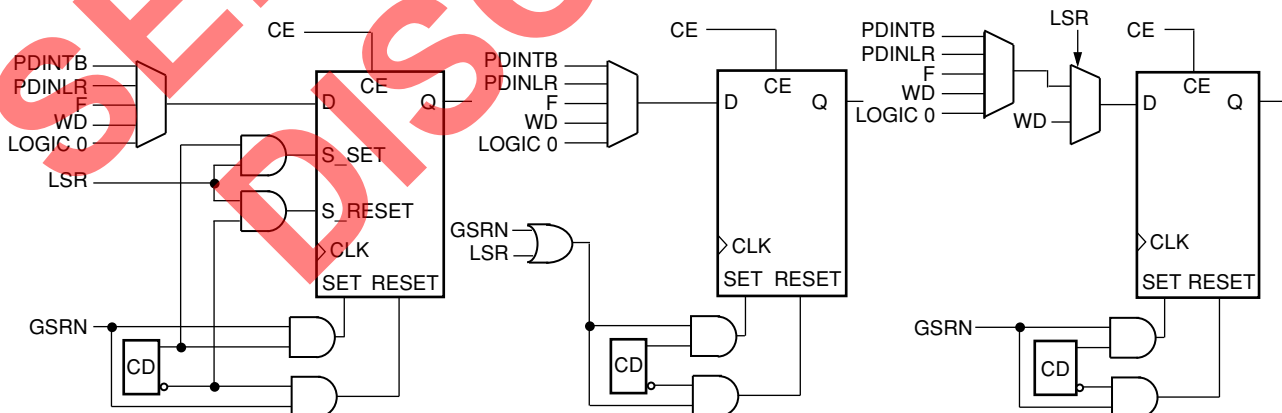 CE
PDINTB
PDINLR
F
WD
LOGIC 0
LSR
D
CE
Q
S_SET
S_RESET
CLK
SET RESET
GSRN
CD
CE
PDINTB
PDINLR
F
WD
LOGIC 0
D
CE
Q
GSRN
LSR
CLK
SET RESET
CD
LSR
CE
PDINTB
PDINLR
F
WD
LOGIC 0
WD
D
CE
Q
CLK
SET RESET
GSRN
CD
SE
DISC